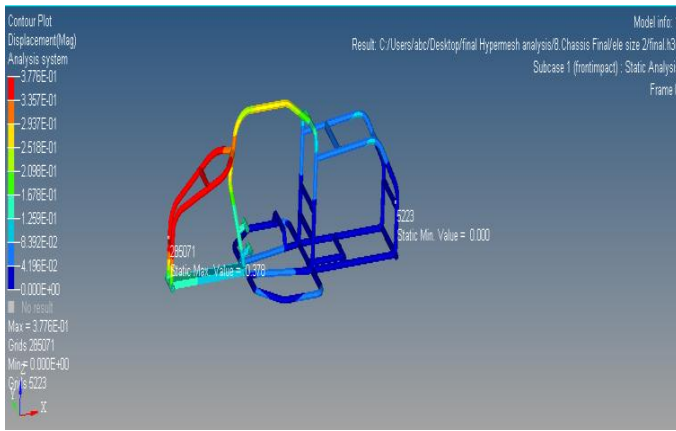 Contour Plot
Displacement(Mag)
Analysis system
3.776E-01
3.357E-01
2.937E-01
2.518E-01
2.098E-01
1.678E-01
1.259E-01
8.392E-02
4.196E-02
0.000E+00
No result
Max = 3.776E-01
Grids 285071
Min = 0.000E+00
Grids 5223
Z
Y
X
Model info:
Result: C:/Users/abc/Desktop/final Hypermesh analysis/8.Chassis Final/ele size 2/final.h3
Subcase 1 (frontimpact) : Static Analysi
Frame
285071
Static Max. Value = 0.378
5223
Static Min. Value = 0.000